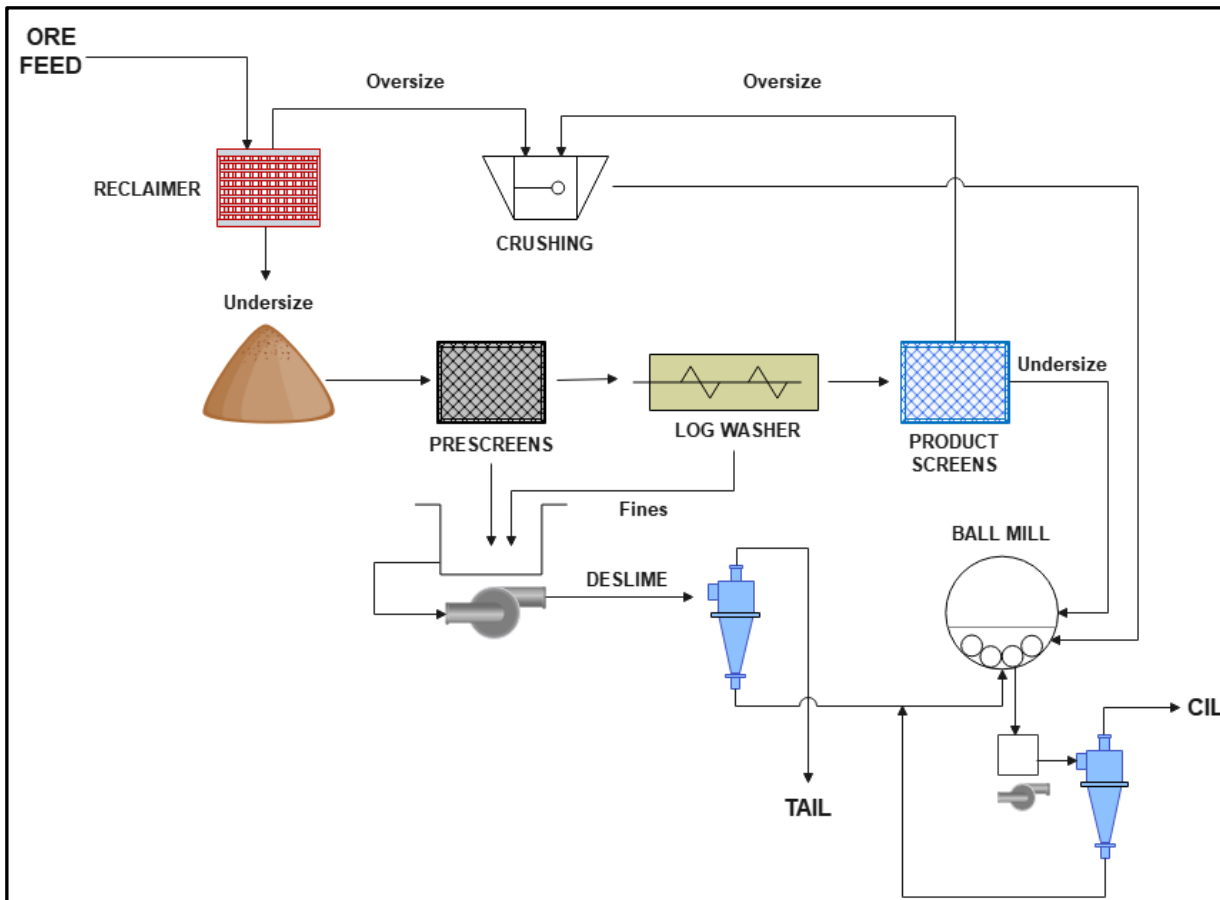 ORE
FEED
Oversize
Oversize
RECLAIMER
CRUSHING
Undersize
Undersize
PRESCREENS
LOG WASHER
PRODUCT
SCREENS
Fines
BALL MILL
DESLIME
CIL
TAIL